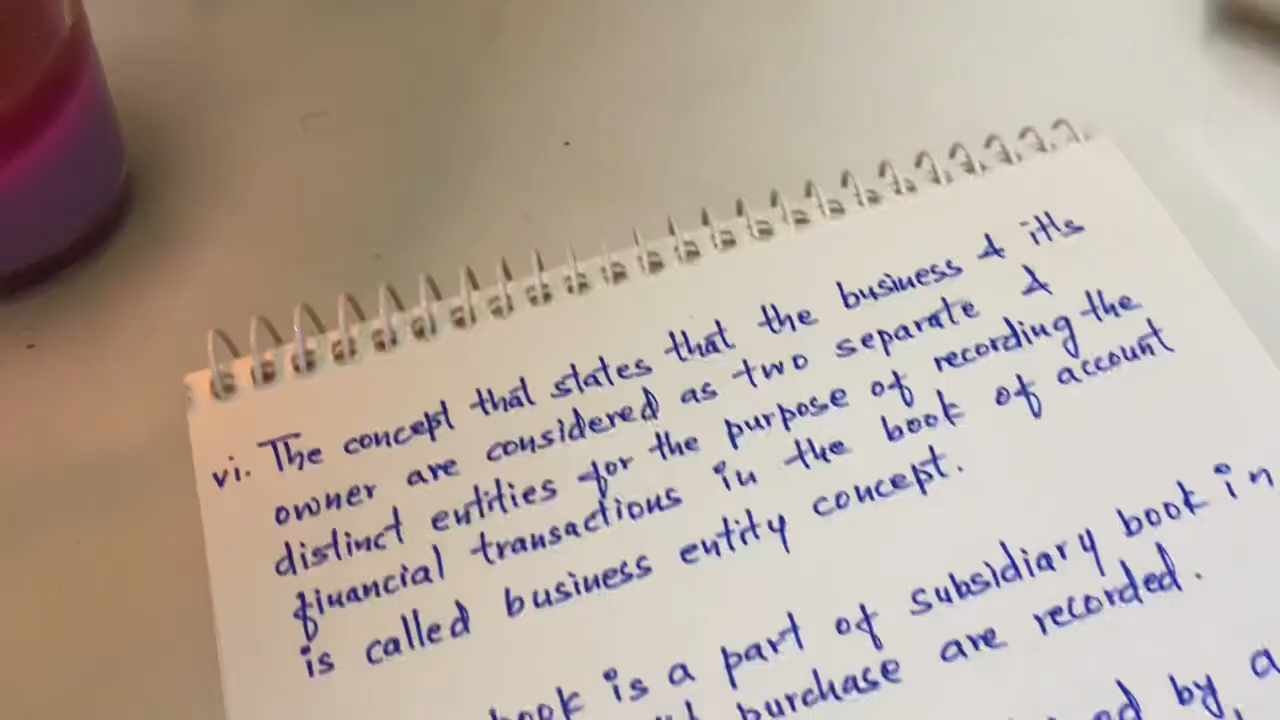 vi. The concept that states that the business & it's
owner are considered as two separate &
distinct entities for the purpose of recording the
financial transactions in the book of account
is called business entity concept.
book is a part of subsidiary book in
purchase are recorded.
by a